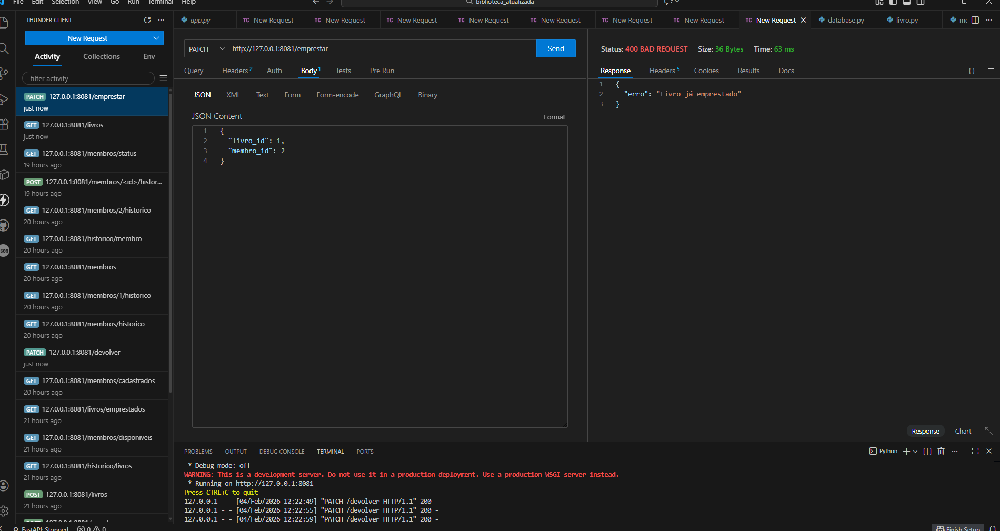 File Edit Selection View Go Run Terminal Help
biblioteca_atualizada
THUNDER CLIENT
New Request
Activity Collections Env
filter activity
PATCH 127.0.0.1:8081/emprestar
just now
GET 127.0.0.1:8081/livros
just now
GET 127.0.0.1:8081/membros/status
19 hours ago
POST 127.0.0.1:8081/membros/<id>/histor...
19 hours ago
GET 127.0.0.1:8081/membros/2/historico
20 hours ago
GET 127.0.0.1:8081/historico/membro
20 hours ago
GET 127.0.0.1:8081/membros
20 hours ago
GET 127.0.0.1:8081/membros/1/historico
20 hours ago
GET 127.0.0.1:8081/membros/historico
20 hours ago
PATCH 127.0.0.1:8081/devolver
just now
GET 127.0.0.1:8081/membros/cadastrados
20 hours ago
GET 127.0.0.1:8081/livros/emprestados
21 hours ago
GET 127.0.0.1:8081/membros/disponiveis
21 hours ago
GET 127.0.0.1:8081/historico/livros
21 hours ago
POST 127.0.0.1:8081/livros
21 hours ago
app.py TC New Request TC New Request TC New Request TC New Request TC New Request TC New Request TC New Request TC New Request database.py livro.py me
PATCH http://127.0.0.1:8081/emprestar Send
Query Headers 2 Auth Body 1 Tests Pre Run
JSON XML Text Form Form-encode GraphQL Binary
JSON Content Format
1 {
2 "livro_id": 1,
3 "membro_id": 2
4 }
Status: 400 BAD REQUEST Size: 36 Bytes Time: 63 ms
Response Headers 5 Cookies Results Docs {}
1 {
2 "erro": "Livro já emprestado"
3 }
Response Chart
PROBLEMS OUTPUT DEBUG CONSOLE TERMINAL PORTS Python
* Debug mode: off
WARNING: This is a development server. Do not use it in a production deployment. Use a production WSGI server instead.
* Running on http://127.0.0.1:8081
Press CTRL+C to quit
127.0.0.1 - - [04/Feb/2026 12:22:49] "PATCH /devolver HTTP/1.1" 200 -
127.0.0.1 - - [04/Feb/2026 12:22:55] "PATCH /devolver HTTP/1.1" 200 -
127.0.0.1 - - [04/Feb/2026 12:22:59] "PATCH /devolver HTTP/1.1" 200 -
FastAPI: Stopped 0 0 Finish Setup